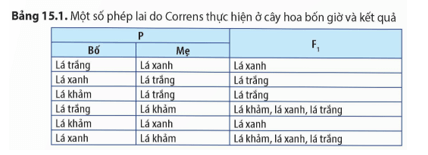 Bảng 15.1. Một số phép lai do Correns thực hiện ở cây hoa bốn giờ và kết quả
P F1
Bố Mẹ
Lá trắng Lá xanh Lá xanh
Lá xanh Lá trắng Lá trắng
Lá khảm Lá trắng Lá trắng
Lá trắng Lá khảm Lá khảm, lá xanh, lá trắng
Lá khảm Lá xanh Lá xanh
Lá xanh Lá khảm Lá khảm, lá xanh, lá trắng